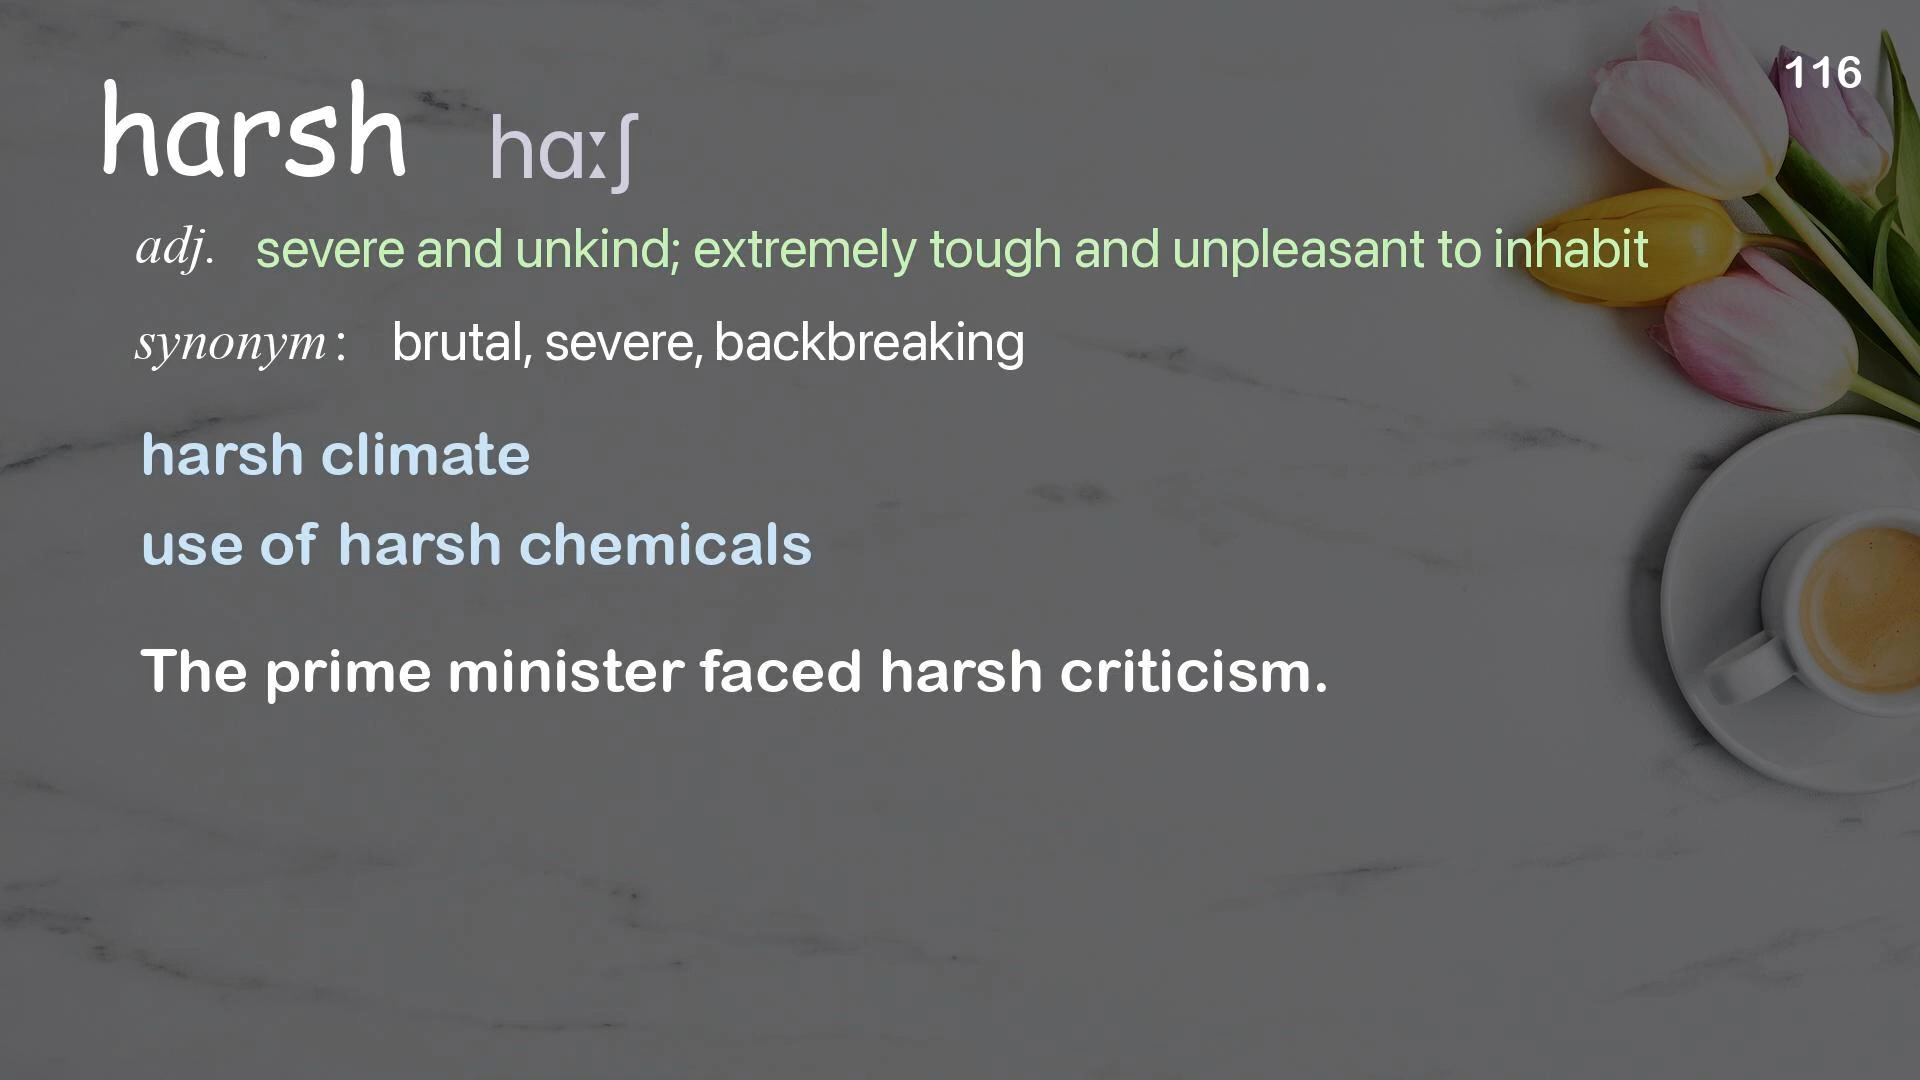 116
harsh hɑːʃ
adj. severe and unkind; extremely tough and unpleasant to inhabit
synonym: brutal, severe, backbreaking
harsh climate
use of harsh chemicals
The prime minister faced harsh criticism.